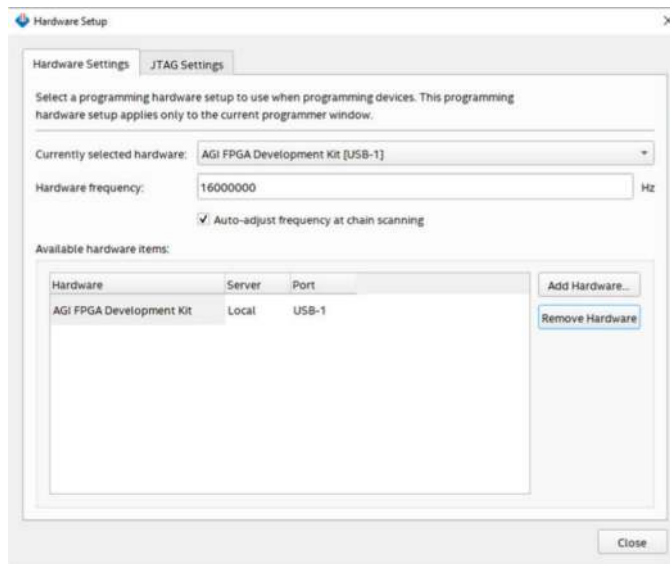 Hardware Setup
Hardware Settings JTAG Settings
Select a programming hardware setup to use when programming devices. This programming
hardware setup applies only to the current programmer window.
Currently selected hardware: AGI FPGA Development Kit [USB-1]
Hardware frequency: 16000000 Hz
Auto-adjust frequency at chain scanning
Available hardware items:
Hardware Server Port
Add Hardware...
AGI FPGA Development Kit Local USB-1
Remove Hardware
Close